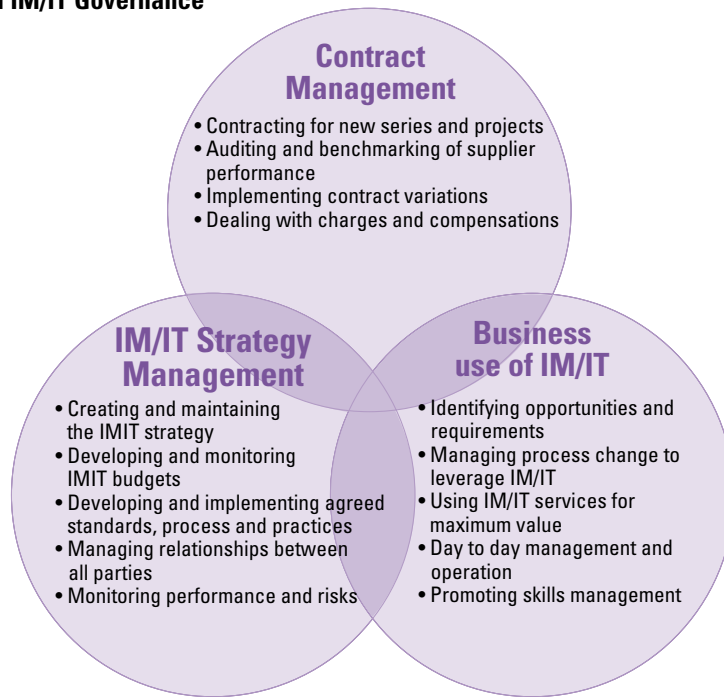 IM/IT Governance
Contract
Management
• Contracting for new series and projects
• Auditing and benchmarking of supplier
performance
• Implementing contract variations
• Dealing with charges and compensations
IM/IT Strategy
Management
• Creating and maintaining
the IMIT strategy
• Developing and monitoring
IMIT budgets
• Developing and implementing agreed
standards, process and practices
• Managing relationships between
all parties
• Monitoring performance and risks
Business
use of IM/IT
• Identifying opportunities and
requirements
• Managing process change to
leverage IM/IT
• Using IM/IT services for
maximum value
• Day to day management and
operation
• Promoting skills management